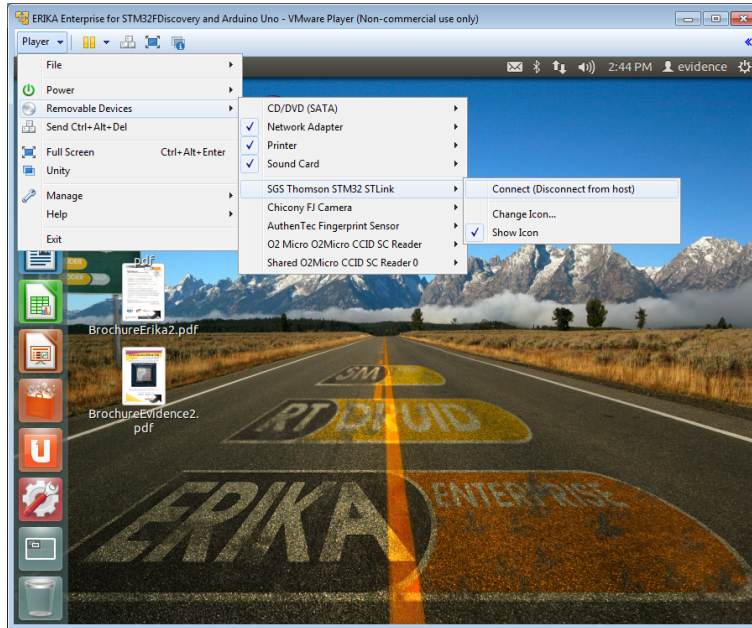 ERIKA Enterprise for STM32FDiscovery and Arduino Uno - VMware Player (Non-commercial use only)
Player
2:44 PM evidence
File
Power
Removable Devices
Send Ctrl+Alt+Del
Full Screen Ctrl+Alt+Enter
Unity
Manage
Help
Exit
CD/DVD (SATA)
Network Adapter
Printer
Sound Card
SGS Thomson STM32 STLink
Chicony FJ Camera
AuthenTec Fingerprint Sensor
O2 Micro O2Micro CCID SC Reader
Shared O2Micro CCID SC Reader 0
Connect (Disconnect from host)
Change Icon...
Show Icon
pdf
BrochureErika2.pdf
BrochureEvidence2.
pdf
SM
RT DRUID
ERIKA ENTERPRISE